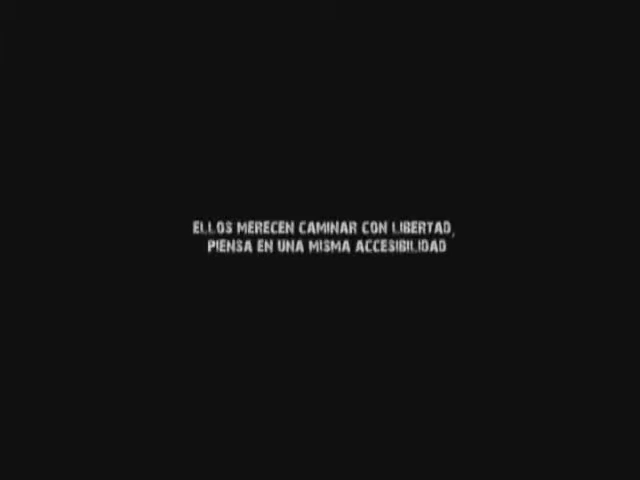 ELLOS MERECEN CAMINAR CON LIBERTAD,
PIENSA EN UNA MISMA ACCESIBILIDAD